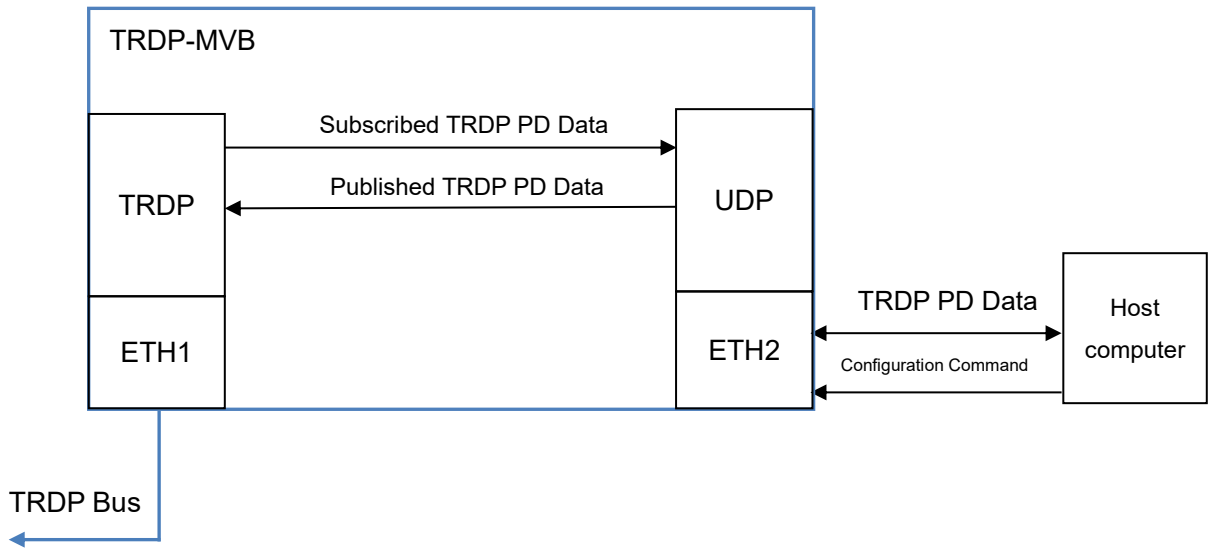 TRDP-MVB
Subscribed TRDP PD Data
Published TRDP PD Data
TRDP
UDP
ETH1
ETH2
TRDP PD Data
Configuration Command
Host
computer
TRDP Bus